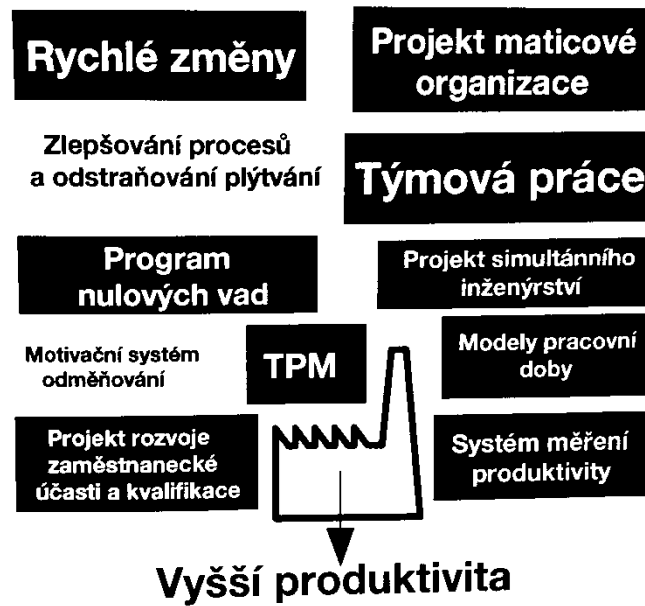 Rychlé změny
Projekt maticové
organizace
Zlepšování procesů
a odstraňování plýtvání
Týmová práce
Program
nulových vad
Projekt simultánního
inženýrství
Motivační systém
odměňování
TPM
Modely pracovní
doby
Projekt rozvoje
zaměstnanecké
účasti a kvalifikace
Systém měření
produktivity
Vyšší produktivita